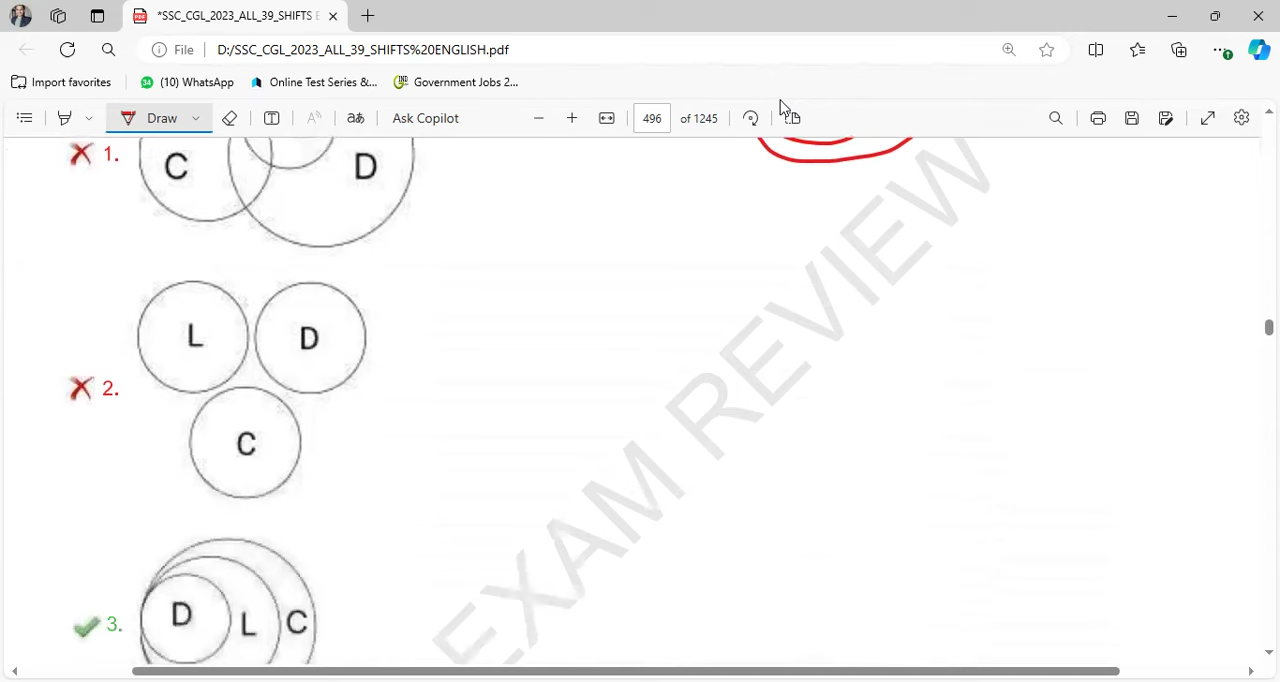 *SSC_CGL_2023_ALL_39_SHIFTS E
File
D:/SSC_CGL_2023_ALL_39_SHIFTS%20ENGLISH.pdf
Import favorites
(10) WhatsApp
Online Test Series &...
Government Jobs 2...
Draw
Ask Copilot
496
of 1245
1.
C
D
2.
L
D
C
3.
D
L
C
EXAM REVIEW